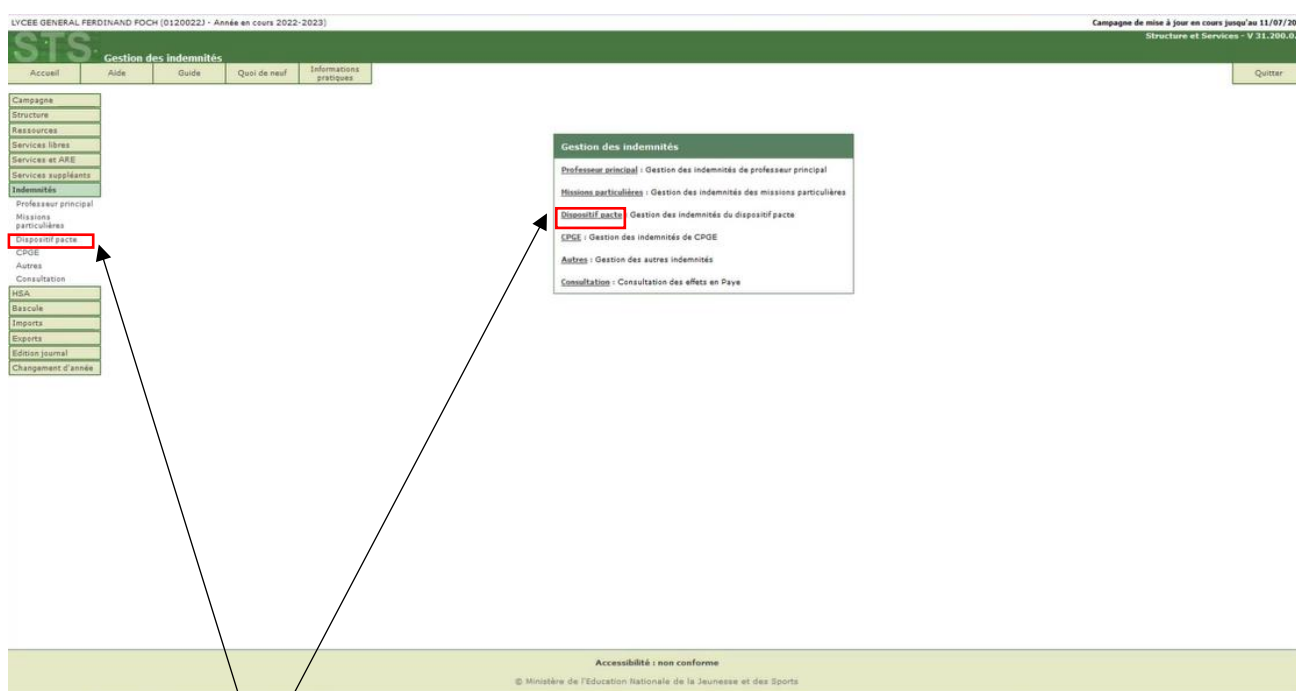 LYCEE GENERAL FERDINAND FOCH (0120022J - Année en cours 2022-2023)
Campagne de mise à jour en cours jusqu'au 11/07/20
STS
Gestion des indemnités
Structure et Services - V 31.200.0.
Accueil
Aide
Guide
Quoi de neuf
Informations
pratiques
Quitter
Campagne
Structure
Ressources
Services libres
Services et ARE
Services suppléants
Indemnités
Professeur principal
Missions
particulières
Dispositif pacte
CPGE
Autres
Consultation
HSA
Bascule
Imports
Exports
Edition journal
Changement d'année
Gestion des indemnités
Professeur principal : Gestion des indemnités de professeur principal
Missions particulières : Gestion des indemnités des missions particulières
Dispositif pacte : Gestion des indemnités du dispositif pacte
CPGE : Gestion des indemnités de CPGE
Autres : Gestion des autres indemnités
Consultation : Consultation des effets en Paye
Accessibilité : non conforme
© Ministère de l'Education Nationale de la Jeunesse et des Sports